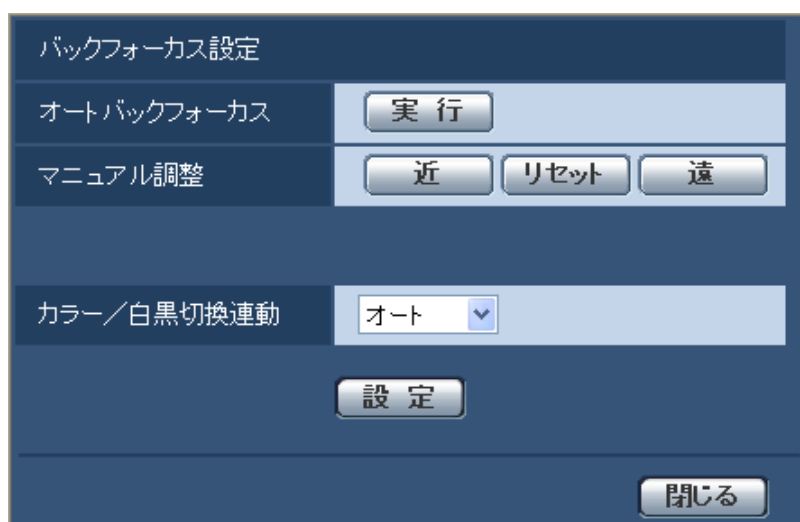 バックフォーカス設定
オートバックフォーカス 実 行
マニュアル調整 近 リセット 遠
カラー／白黒切換連動 オート
設 定
閉じる